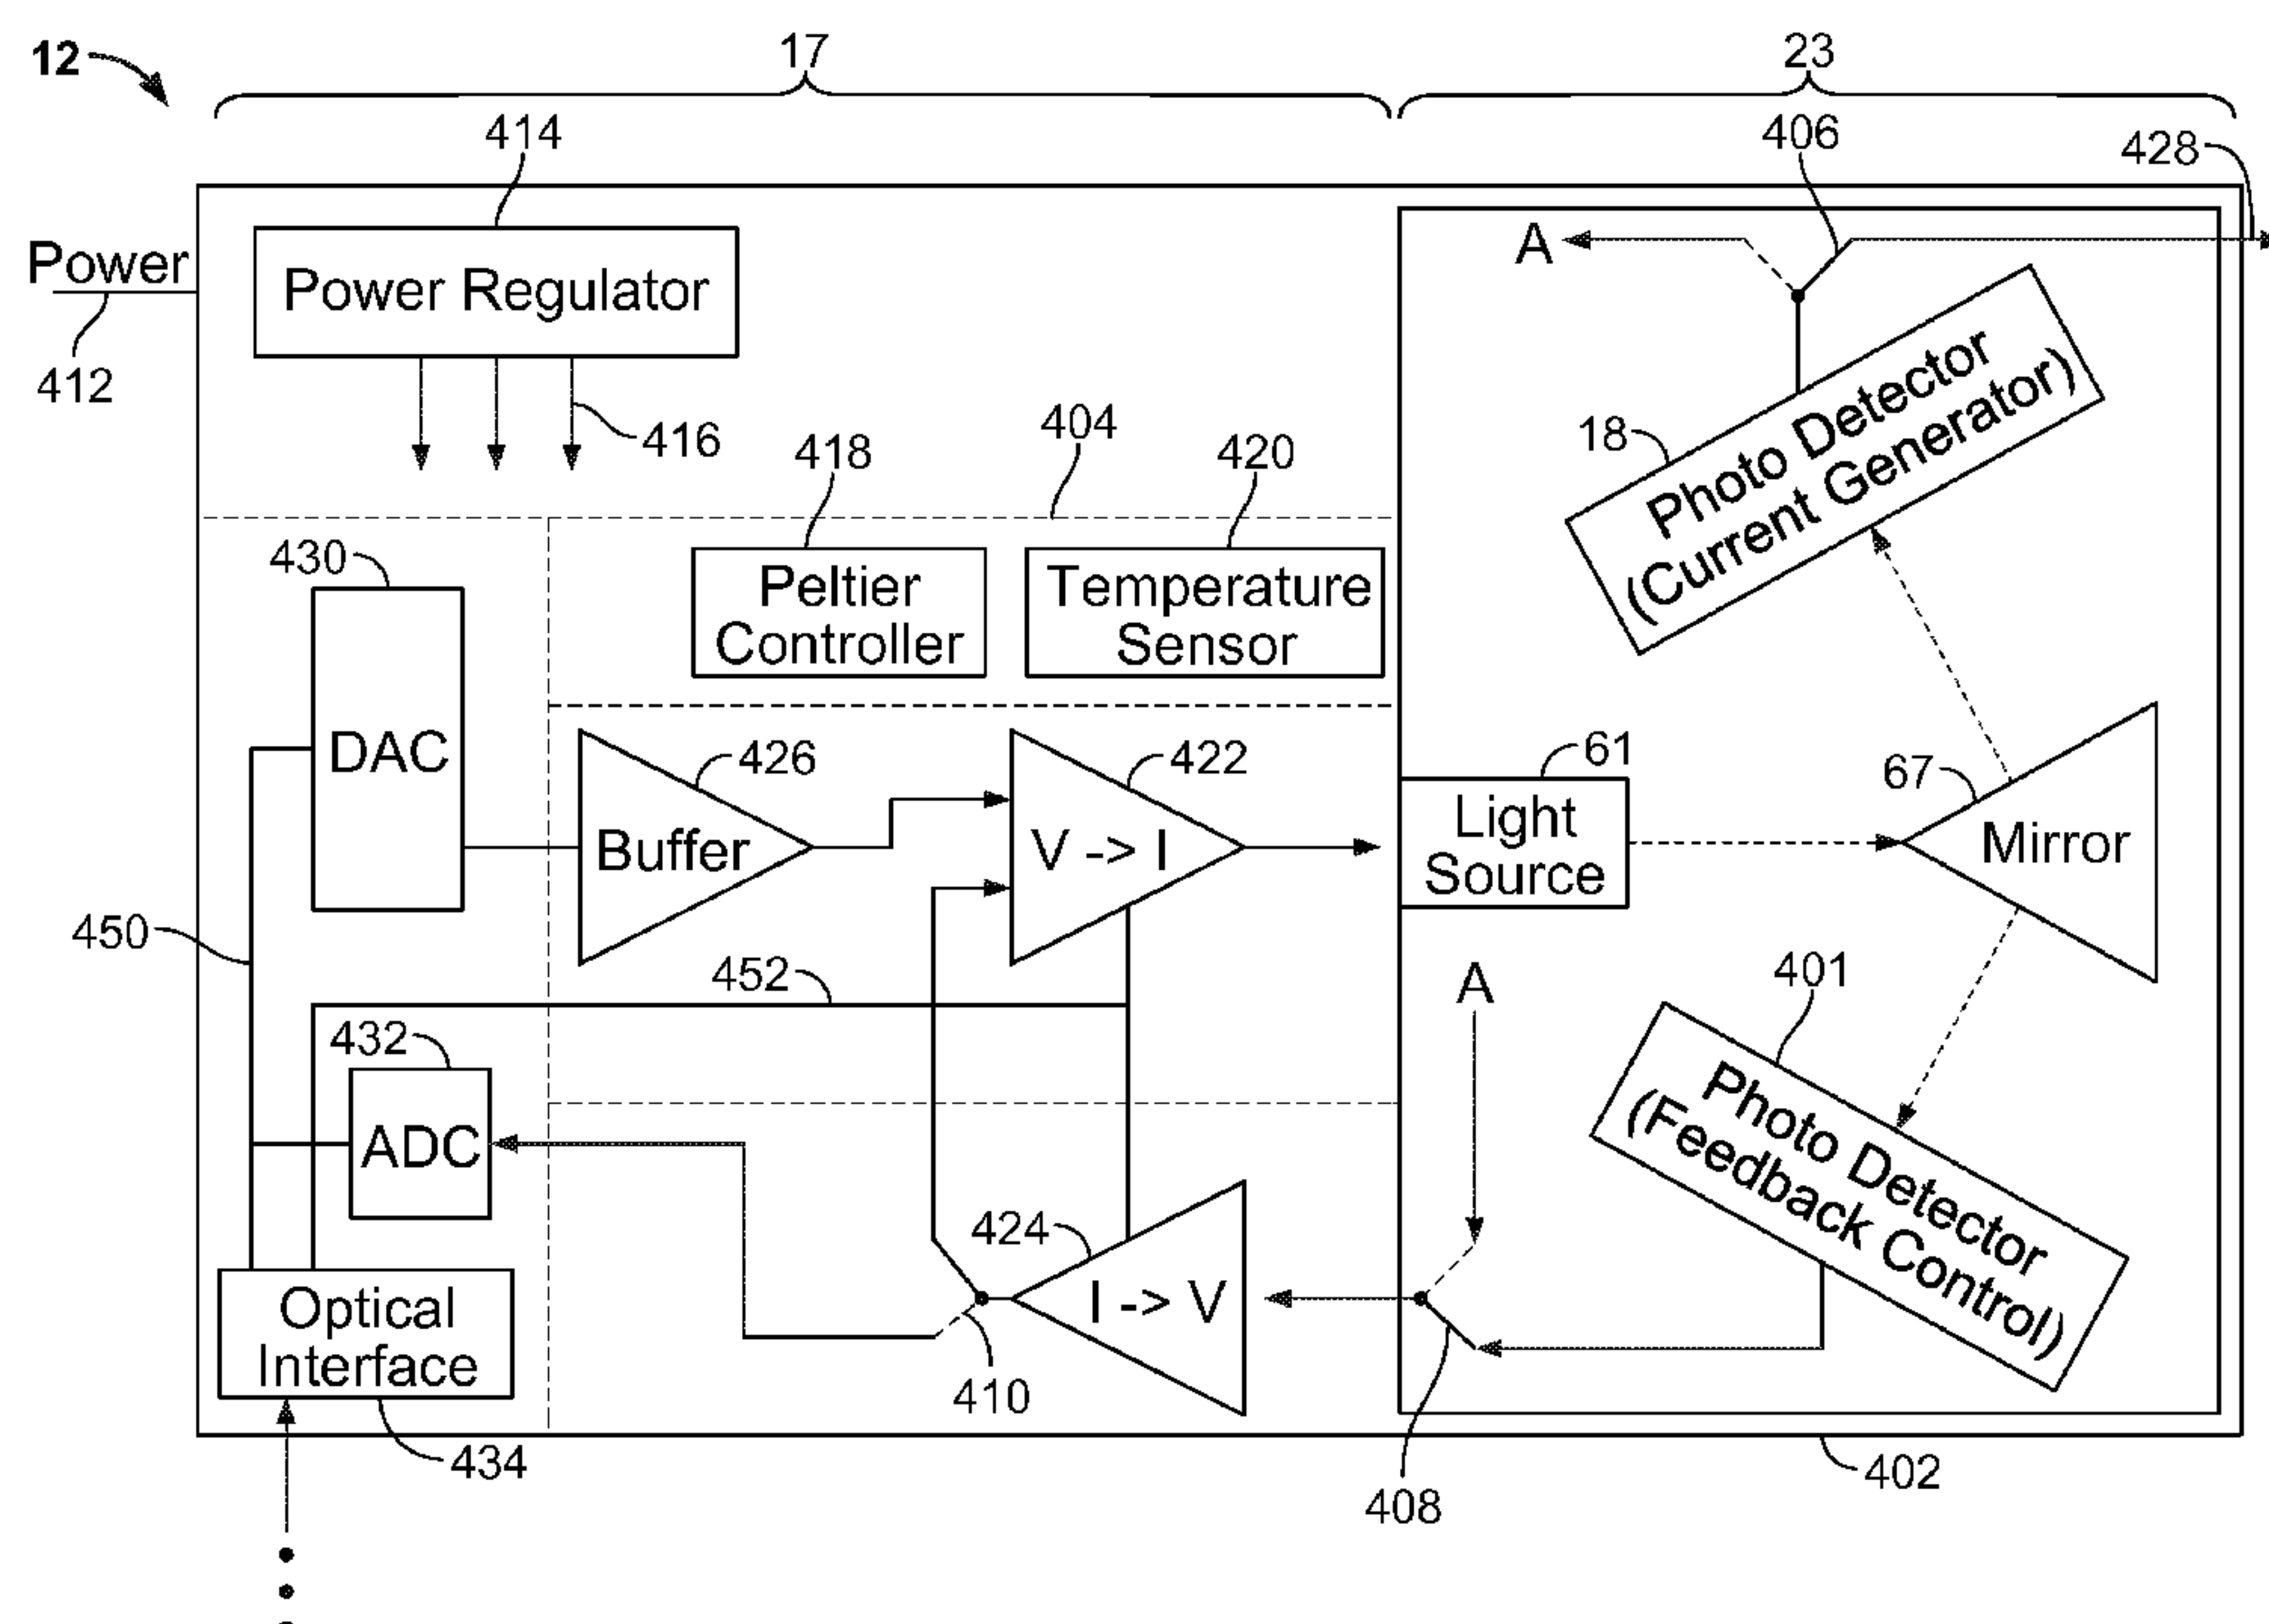 12
17
23
414
406
428
Power
412
Power Regulator
A
416
404
418
420
18
Photo Detector
(Current Generator)
430
Peltier
Controller
Temperature
Sensor
DAC
426
Buffer
422
V -> I
61
Light
Source
67
Mirror
450
452
A
401
432
ADC
Photo Detector
(Feedback Control)
424
I -> V
Optical
Interface
410
434
408
402